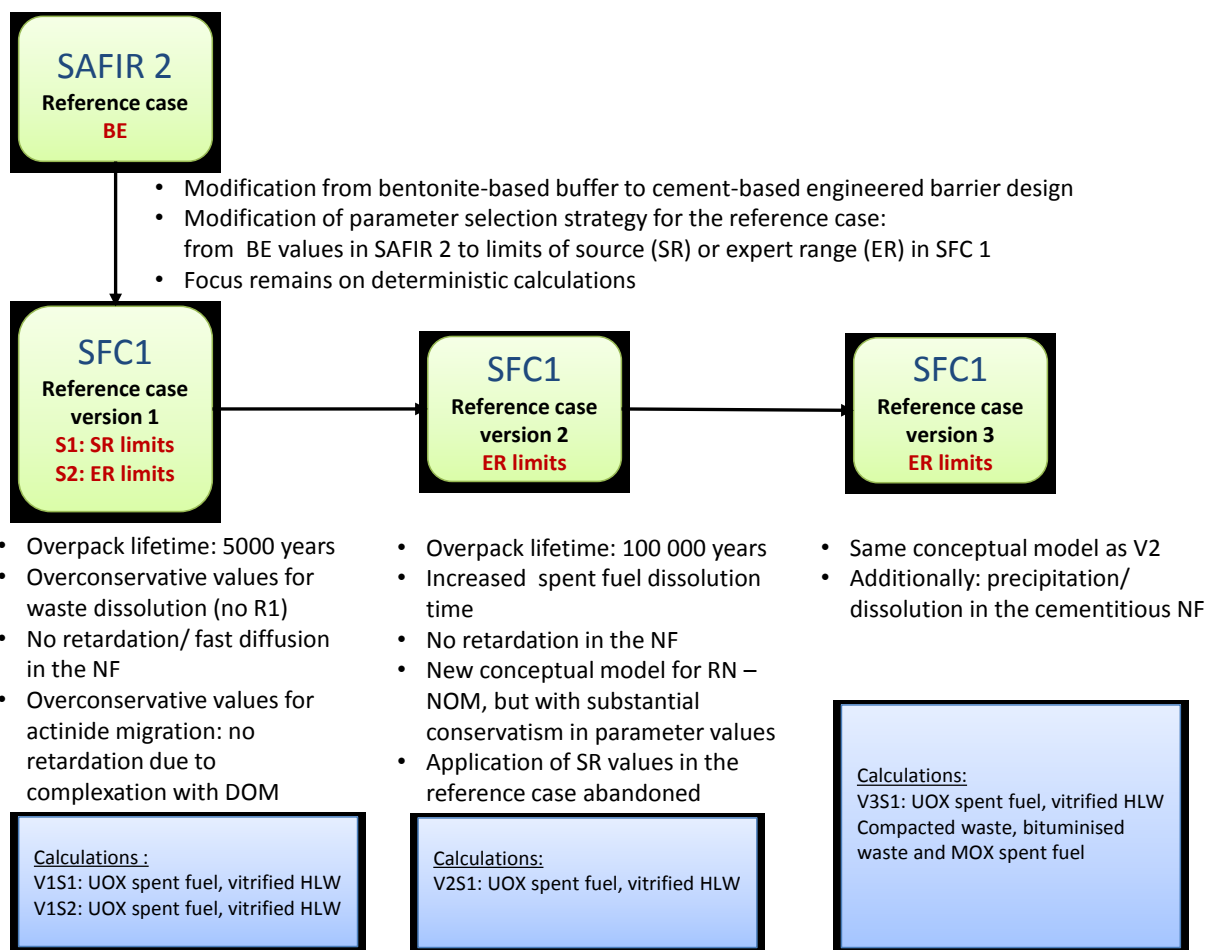 SAFIR 2
Reference case
BE
• Modification from bentonite-based buffer to cement-based engineered barrier design
• Modification of parameter selection strategy for the reference case:
from BE values in SAFIR 2 to limits of source (SR) or expert range (ER) in SFC 1
• Focus remains on deterministic calculations
SFC1
Reference case
version 1
S1: SR limits
S2: ER limits
SFC1
Reference case
version 2
ER limits
SFC1
Reference case
version 3
ER limits
• Overpack lifetime: 5000 years
• Overconservative values for
waste dissolution (no R1)
• No retardation/ fast diffusion
in the NF
• Overconservative values for
actinide migration: no
retardation due to
complexation with DOM
• Overpack lifetime: 100 000 years
• Increased spent fuel dissolution
time
• No retardation in the NF
• New conceptual model for RN –
NOM, but with substantial
conservatism in parameter values
• Application of SR values in the
reference case abandoned
• Same conceptual model as V2
• Additionally: precipitation/
dissolution in the cementitious NF
Calculations :
V1S1: UOX spent fuel, vitrified HLW
V1S2: UOX spent fuel, vitrified HLW
Calculations:
V2S1: UOX spent fuel, vitrified HLW
Calculations:
V3S1: UOX spent fuel, vitrified HLW
Compacted waste, bituminised
waste and MOX spent fuel